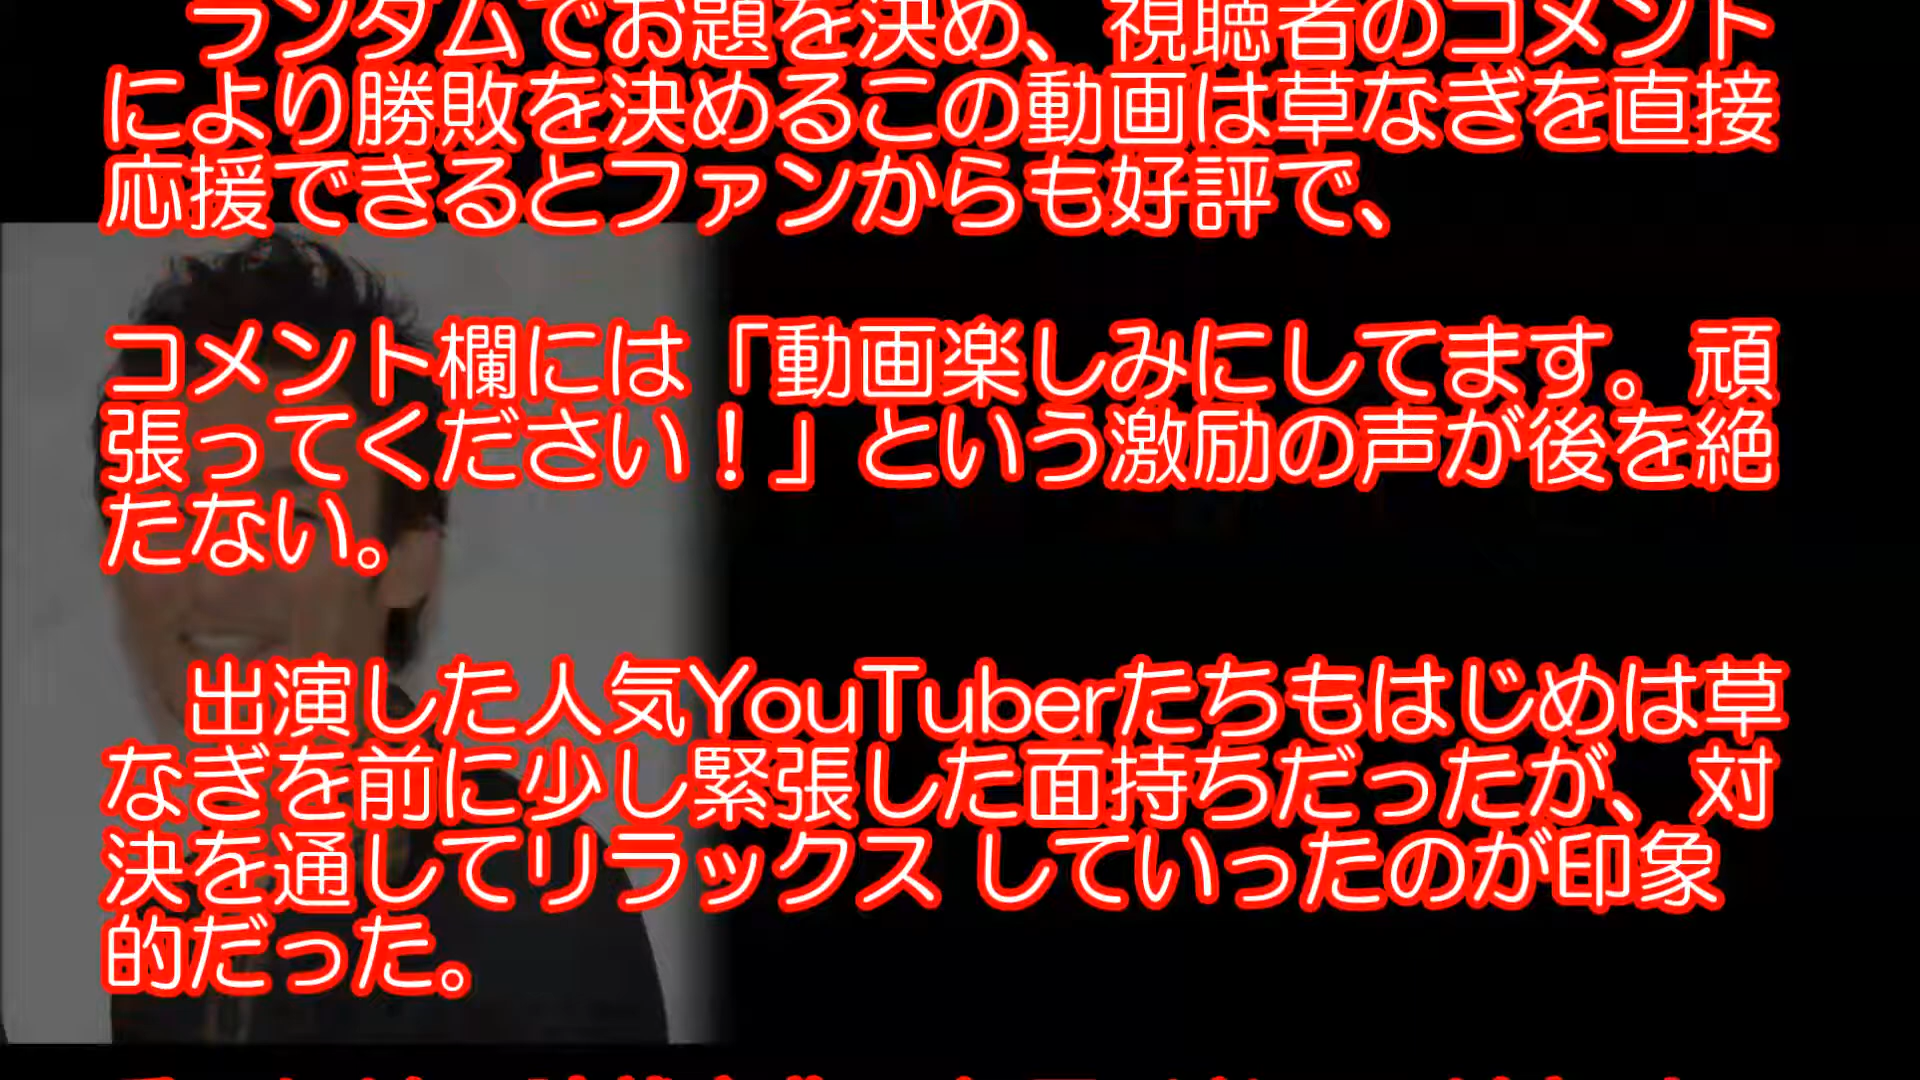 ランダムでお題を決め、視聴者のコメント
により勝敗を決めるこの動画は草なぎを直接
応援できるとファンからも好評で、
コメント欄には「動画楽しみにしてます。頑
張ってください！」という激励の声が後を絶
たない。
出演した人気YouTuberたちもはじめは草
なぎを前に少し緊張した面持ちだったが、対
決を通してリラックス していったのが印象
的だった。